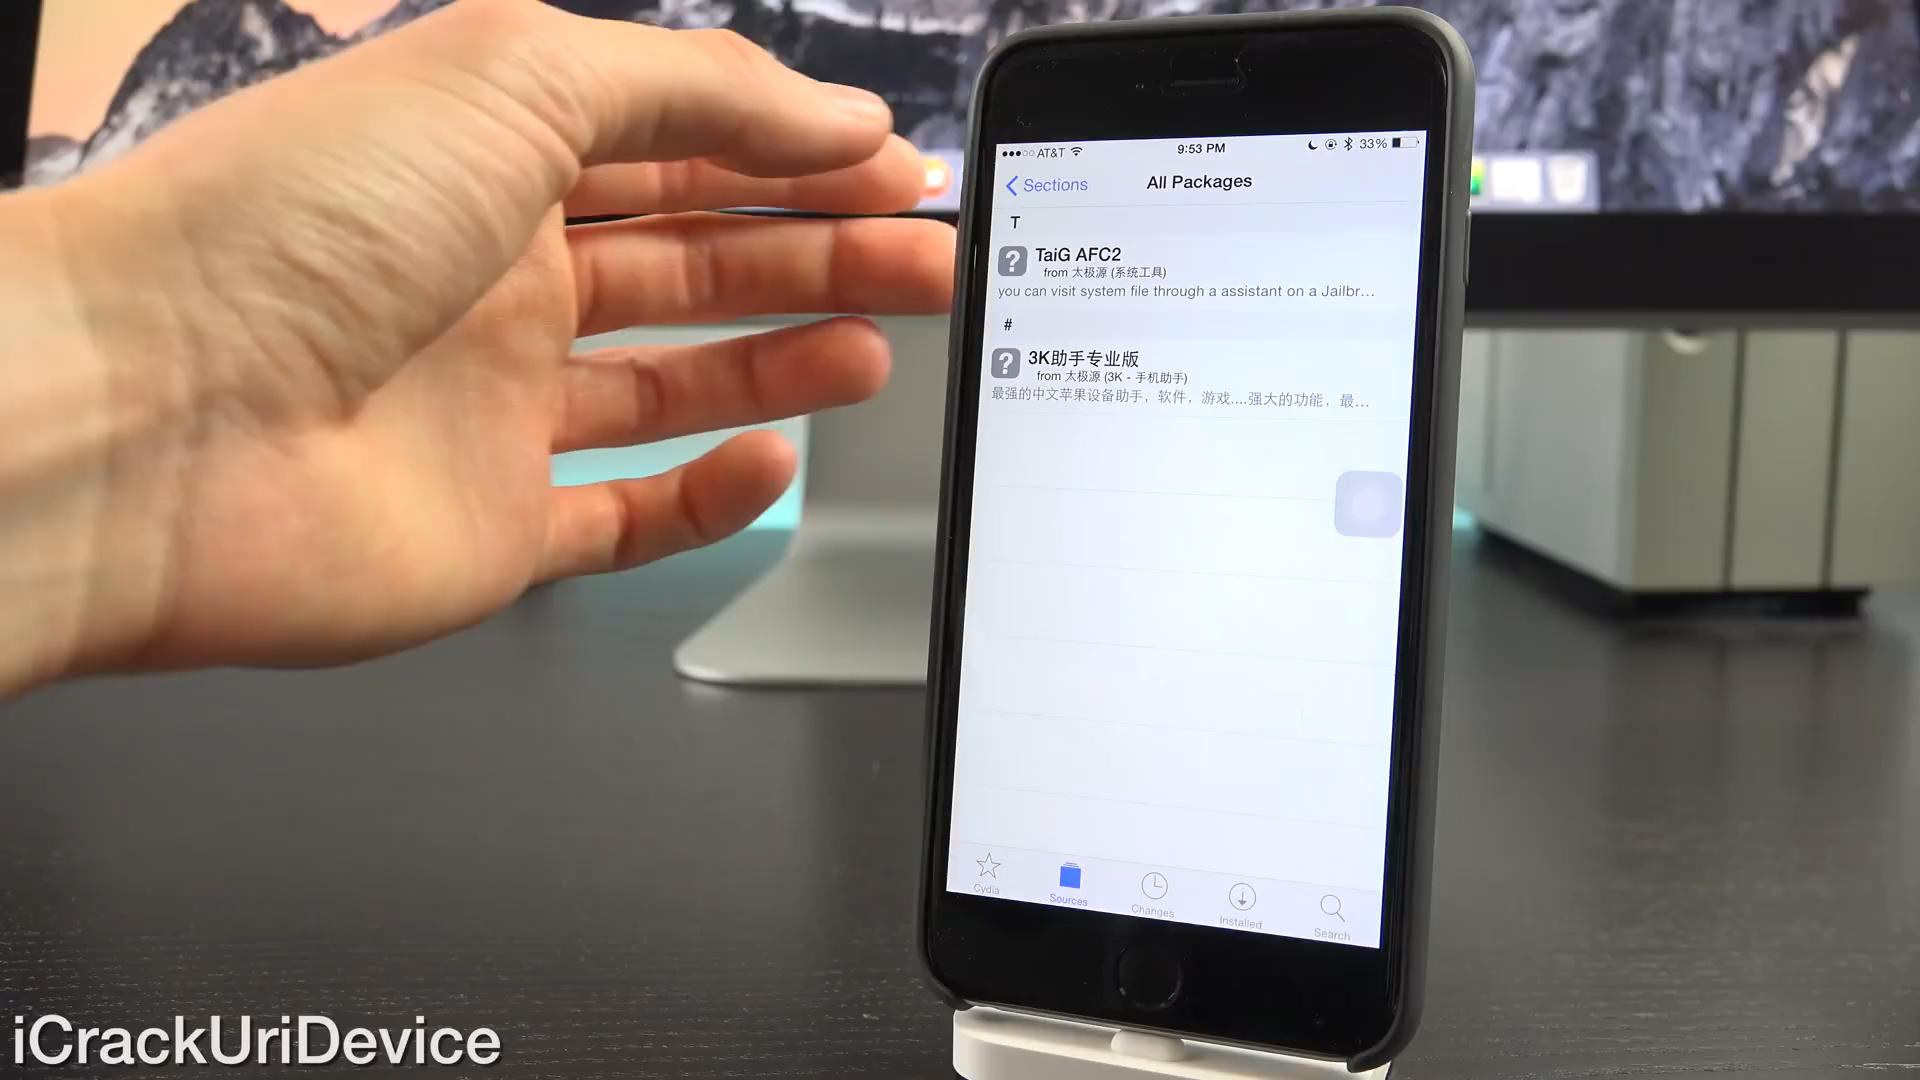 AT&T 9:53 PM 33%
Sections All Packages
T
TaiG AFC2
from 太极源 (系统工具)
you can visit system file through a assistant on a Jailbr…
#
3K助手专业版
from 太极源 (3K - 手机助手)
最强的中文苹果设备助手，软件，游戏....强大的功能，最…
Cydia Sources Changes Installed Search
iCrackUriDevice